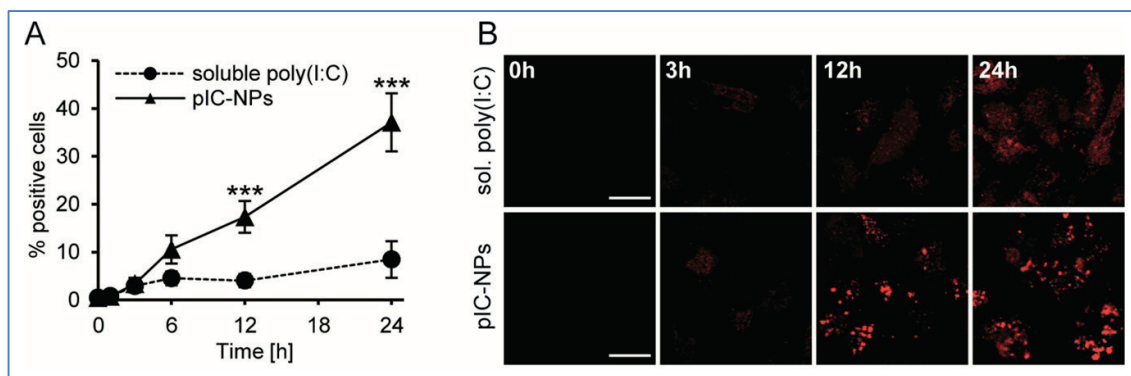 A
50
40
30
20
10
0
% positive cells
soluble poly(I:C)
pIC-NPs
***
***
0 6 12 18 24
Time [h]
B
0h 3h 12h 24h
sol. poly(I:C)
pIC-NPs